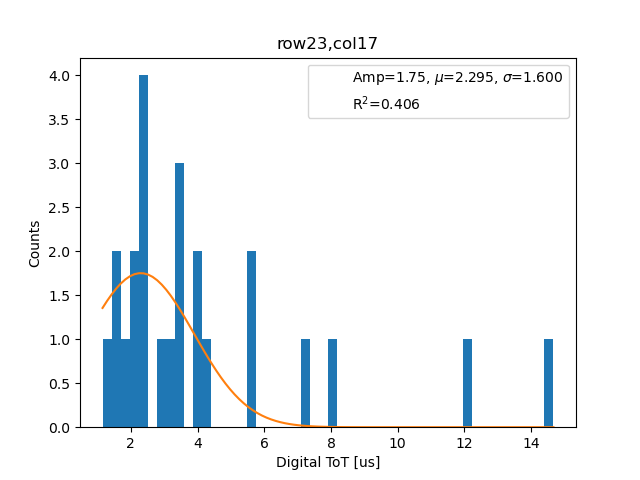 row23,col17
Amp=1.75, μ=2.295, σ=1.600
R²=0.406
Counts
4.0
3.5
3.0
2.5
2.0
1.5
1.0
0.5
0.0
2 4 6 8 10 12 14
Digital ToT [us]